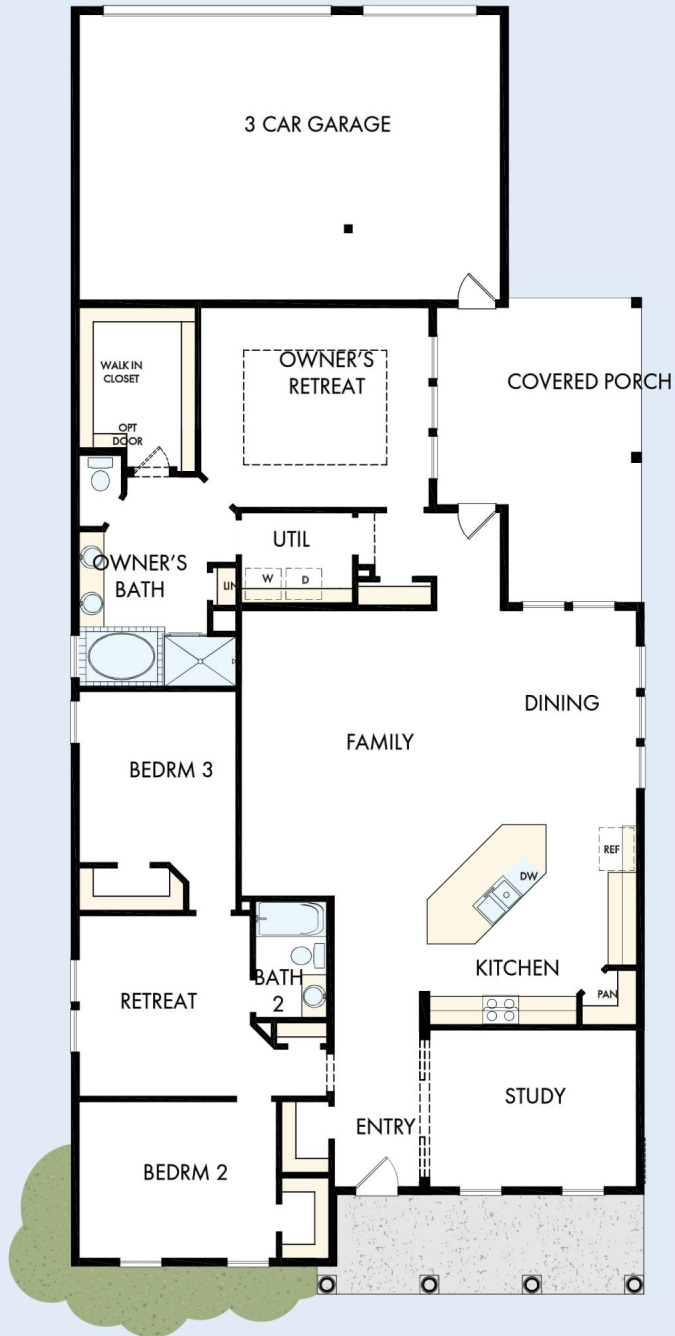 3 CAR GARAGE
WALK IN
CLOSET
OPT
DOOR
OWNER'S
RETREAT
COVERED PORCH
UTIL
W
D
LIN
OWNER'S
BATH
DINING
FAMILY
BEDRM 3
REF
DW
KITCHEN
PAN
BATH
2
RETREAT
STUDY
ENTRY
BEDRM 2